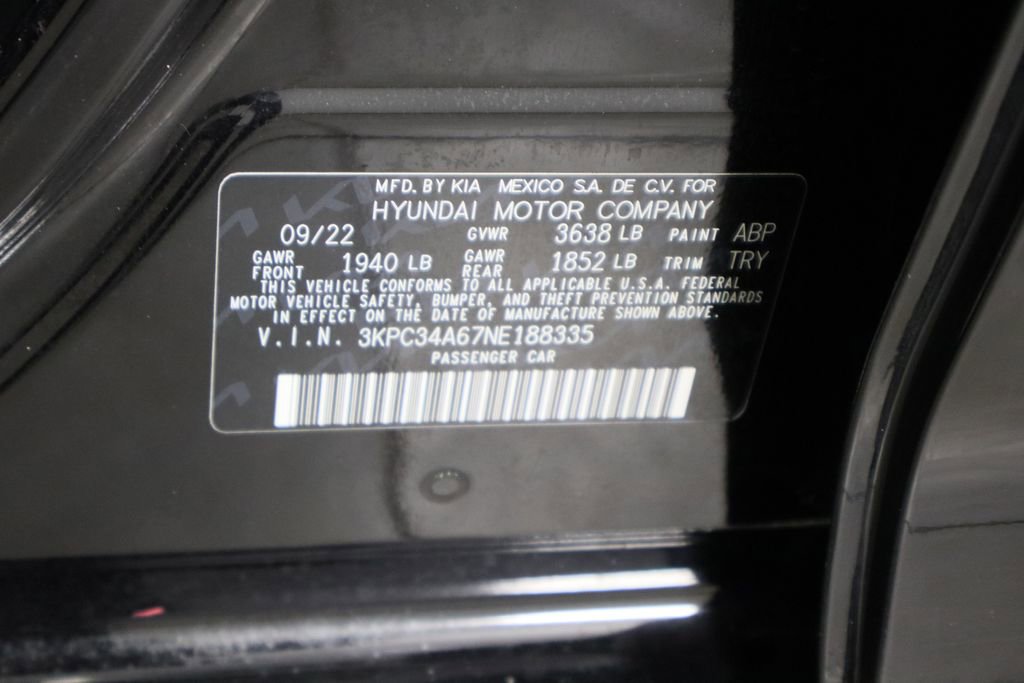 MFD. BY KIA MEXICO S.A. DE C.V. FOR
HYUNDAI MOTOR COMPANY
09/22 GVWR 3638 LB PAINT ABP
GAWR FRONT 1940 LB GAWR REAR 1852 LB TRIM TRY
THIS VEHICLE CONFORMS TO ALL APPLICABLE U.S.A. FEDERAL
MOTOR VEHICLE SAFETY, BUMPER, AND THEFT PREVENTION STANDARDS
IN EFFECT ON THE DATE OF MANUFACTURE SHOWN ABOVE.
V.I.N. 3KPC34A67NE188335
PASSENGER CAR